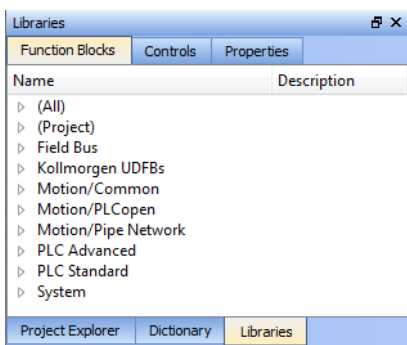 Libraries
Function Blocks Controls Properties
Name Description
(All)
(Project)
Field Bus
Kollmorgen UDFBs
Motion/Common
Motion/PLCopen
Motion/Pipe Network
PLC Advanced
PLC Standard
System
Project Explorer Dictionary Libraries